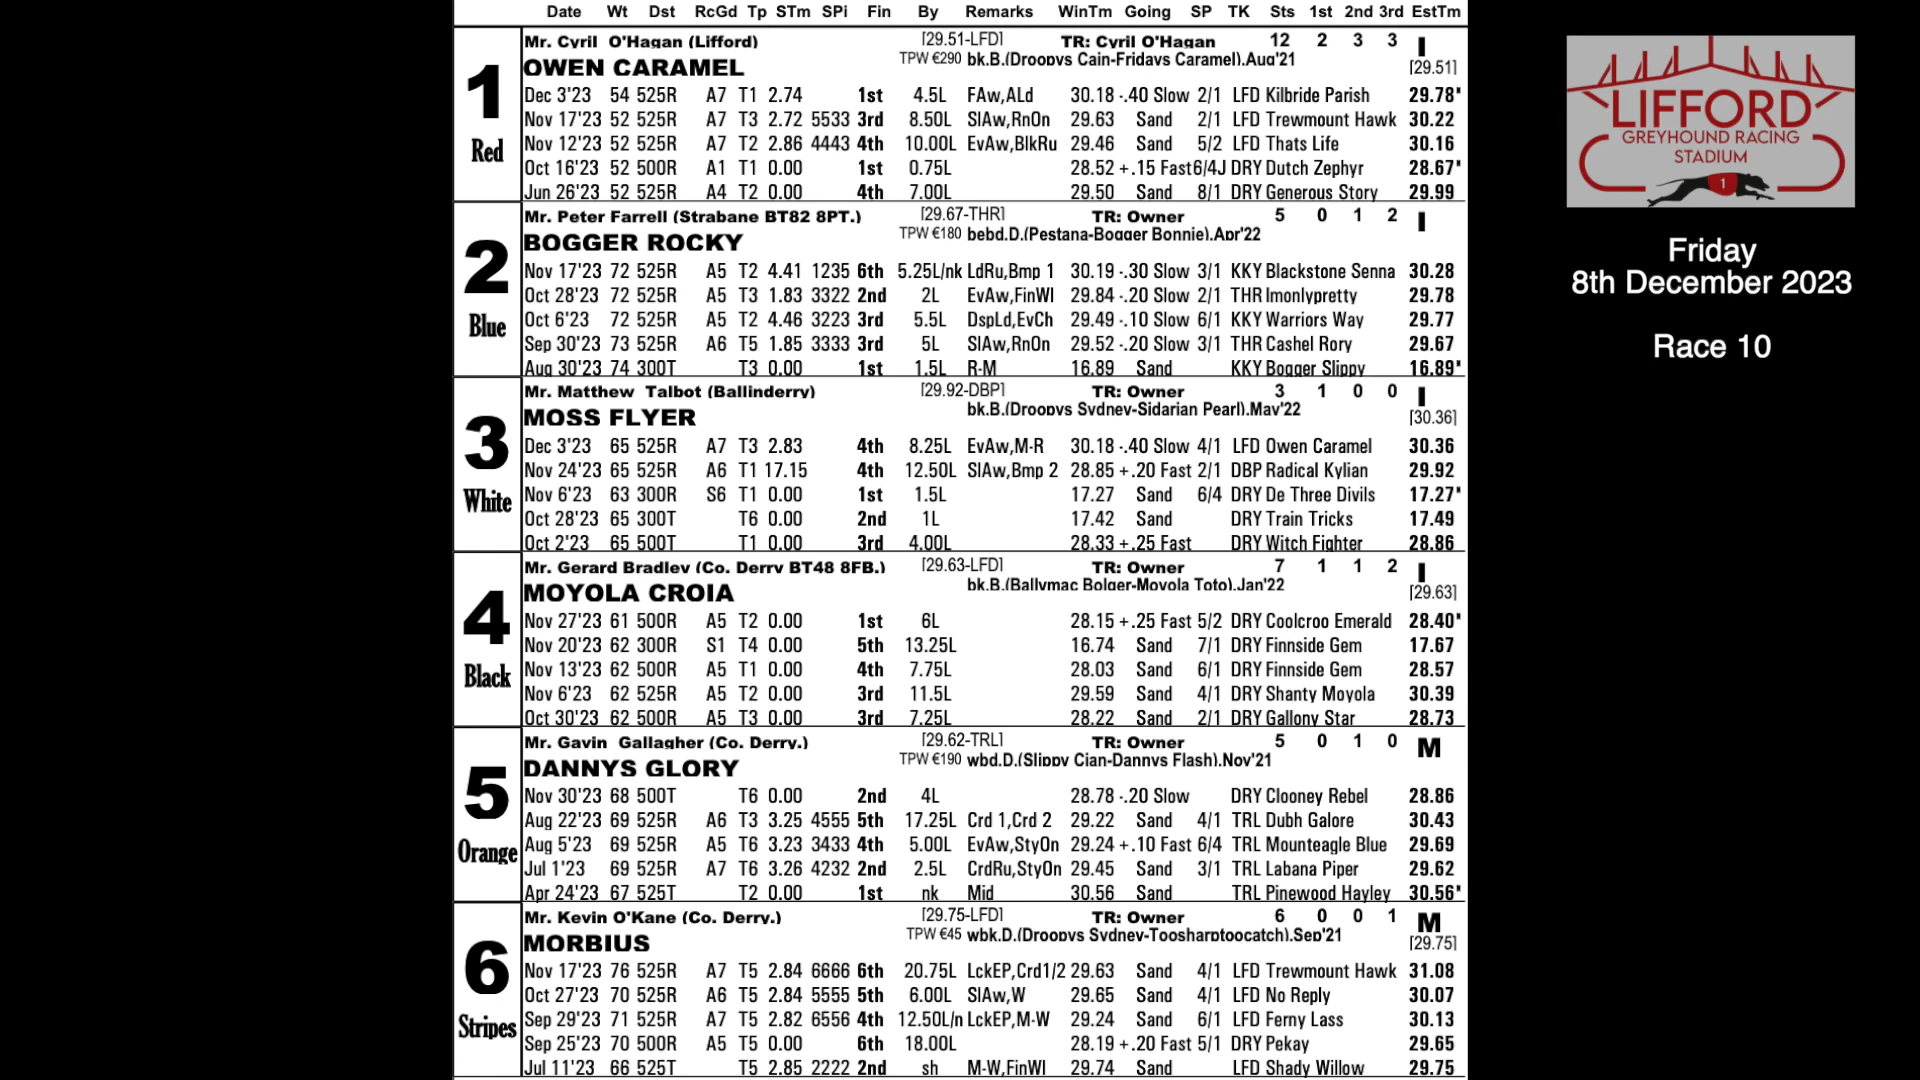 Date Wt Dst RcGd Tp STm SPi Fin By Remarks WinTm Going SP TK Sts 1st 2nd 3rd EstTm
1
Red
Mr. Cyril O'Hagan (Lifford) [29.51-LFD] TR: Cyril O'Hagan 12 2 3 3 I
OWEN CARAMEL TPW €290 bk.B.(Droopys Cain-Fridays Caramel).Aug'21 [29.51]
Dec 3'23 54 525R A7 T1 2.74 1st 4.5L FAw,ALd 30.18 -.40 Slow 2/1 LFD Kilbride Parish 29.78*
Nov 17'23 52 525R A7 T3 2.72 5533 3rd 8.50L SlAw,RnOn 29.63 Sand 2/1 LFD Trewmount Hawk 30.22
Nov 12'23 52 525R A7 T2 2.86 4443 4th 10.00L EvAw,BlkRu 29.46 Sand 5/2 LFD Thats Life 30.16
Oct 16'23 52 500R A1 T1 0.00 1st 0.75L 28.52 +.15 Fast 6/4J DRY Dutch Zephyr 28.67*
Jun 26'23 52 525R A4 T2 0.00 4th 7.00L 29.50 Sand 8/1 DRY Generous Story 29.99
2
Blue
Mr. Peter Farrell (Strabane BT82 8PT.) [29.67-THR] TR: Owner 5 0 1 2 I
BOGGER ROCKY TPW €180 bebd.D.(Pestana-Bogger Bonnie).Apr'22
Nov 17'23 72 525R A5 T2 4.41 1235 6th 5.25L/nk LdRu,Bmp 1 30.19 -.30 Slow 3/1 KKY Blackstone Senna 30.28
Oct 28'23 72 525R A5 T3 1.83 3322 2nd 2L EvAw,FinWl 29.84 -.20 Slow 2/1 THR Imonlypretty 29.78
Oct 6'23 72 525R A5 T2 4.46 3223 3rd 5.5L DspLd,EvCh 29.49 -.10 Slow 6/1 KKY Warriors Way 29.77
Sep 30'23 73 525R A6 T5 1.85 3333 3rd 5L SlAw,RnOn 29.52 -.20 Slow 3/1 THR Cashel Rory 29.67
Aug 30'23 74 300T T3 0.00 1st 1.5L R-M 16.89 Sand KKY Bogger Slippy 16.89*
3
White
Mr. Matthew Talbot (Ballinderry) [29.92-DBP] TR: Owner 3 1 0 0 I
MOSS FLYER bk.B.(Droopys Sydney-Sidarian Pearl).May'22 [30.36]
Dec 3'23 65 525R A7 T3 2.83 4th 8.25L EvAw,M-R 30.18 -.40 Slow 4/1 LFD Owen Caramel 30.36
Nov 24'23 65 525R A6 T1 17.15 4th 12.50L SlAw,Bmp 2 28.85 +.20 Fast 2/1 DBP Radical Kylian 29.92
Nov 6'23 63 300R S6 T1 0.00 1st 1.5L 17.27 Sand 6/4 DRY De Three Divils 17.27*
Oct 28'23 65 300T T6 0.00 2nd 1L 17.42 Sand DRY Train Tricks 17.49
Oct 2'23 65 500T T1 0.00 3rd 4.00L 28.33 +.25 Fast DRY Witch Fighter 28.86
4
Black
Mr. Gerard Bradley (Co. Derry BT48 8FB.) [29.63-LFD] TR: Owner 7 1 1 2 I
MOYOLA CROIA bk.B.(Ballymac Bolger-Moyola Toto).Jan'22 [29.63]
Nov 27'23 61 500R A5 T2 0.00 1st 6L 28.15 +.25 Fast 5/2 DRY Coolcroo Emerald 28.40*
Nov 20'23 62 300R S1 T4 0.00 5th 13.25L 16.74 Sand 7/1 DRY Finnside Gem 17.67
Nov 13'23 62 500R A5 T1 0.00 4th 7.75L 28.03 Sand 6/1 DRY Finnside Gem 28.57
Nov 6'23 62 525R A5 T2 0.00 3rd 11.5L 29.59 Sand 4/1 DRY Shanty Moyola 30.39
Oct 30'23 62 500R A5 T3 0.00 3rd 7.25L 28.22 Sand 2/1 DRY Gallony Star 28.73
5
Orange
Mr. Gavin Gallagher (Co. Derry.) [29.62-TRL] TR: Owner 5 0 1 0 M
DANNYS GLORY TPW €190 wbd.D.(Slippy Cian-Dannys Flash).Nov'21
Nov 30'23 68 500T T6 0.00 2nd 4L 28.78 -.20 Slow DRY Clooney Rebel 28.86
Aug 22'23 69 525R A6 T3 3.25 4555 5th 17.25L Crd 1,Crd 2 29.22 Sand 4/1 TRL Dubh Galore 30.43
Aug 5'23 69 525R A5 T6 3.23 3433 4th 5.00L EvAw,StyOn 29.24 +.10 Fast 6/4 TRL Mounteagle Blue 29.69
Jul 1'23 69 525R A7 T6 3.26 4232 2nd 2.5L CrdRu,StyOn 29.45 Sand 3/1 TRL Labana Piper 29.62
Apr 24'23 67 525T T2 0.00 1st nk Mid 30.56 Sand TRL Pinewood Hayley 30.56*
6
Stripes
Mr. Kevin O'Kane (Co. Derry.) [29.75-LFD] TR: Owner 6 0 0 1 M
MORBIUS TPW €45 wbk.D.(Droopys Sydney-Toosharptoocatch).Sep'21 [29.75]
Nov 17'23 76 525R A7 T5 2.84 6666 6th 20.75L LckEP,Crd1/2 29.63 Sand 4/1 LFD Trewmount Hawk 31.08
Oct 27'23 70 525R A6 T5 2.84 5555 5th 6.00L SlAw,W 29.65 Sand 4/1 LFD No Reply 30.07
Sep 29'23 71 525R A7 T5 2.82 6556 4th 12.50L/n LckEP,M-W 29.24 Sand 6/1 LFD Ferny Lass 30.13
Sep 25'23 70 500R A5 T5 0.00 6th 18.00L 28.19 +.20 Fast 5/1 DRY Pekay 29.65
Jul 11'23 66 525T T5 2.85 2222 2nd sh M-W,FinWl 29.74 Sand LFD Shady Willow 29.75
LIFFORD
GREYHOUND RACING
STADIUM
1
Friday
8th December 2023
Race 10